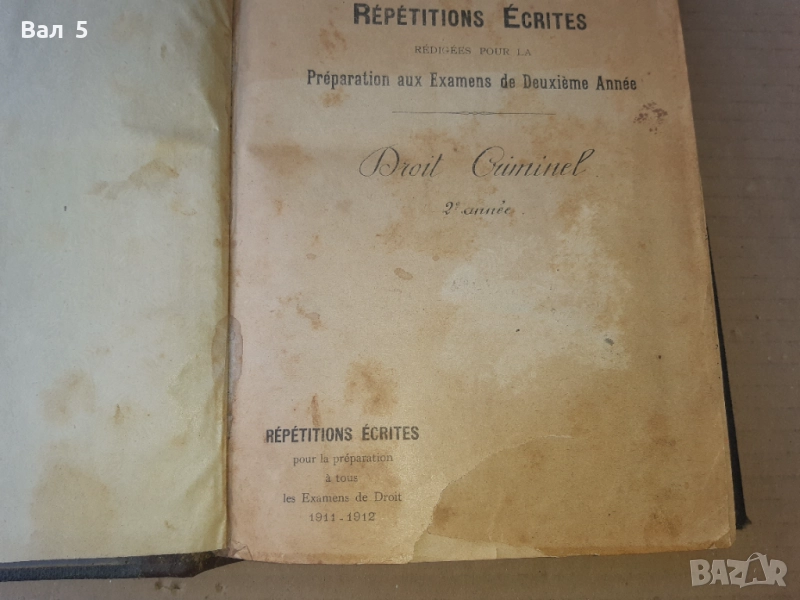 Вал 5
RÉPÉTITIONS ÉCRITES
RÉDIGÉES POUR LA
Préparation aux Examens de Deuxième Année
Droit Criminel
2e année.
RÉPÉTITIONS ÉCRITES
pour la préparation
à tous
les Examens de Droit
1911-1912
BAZAR